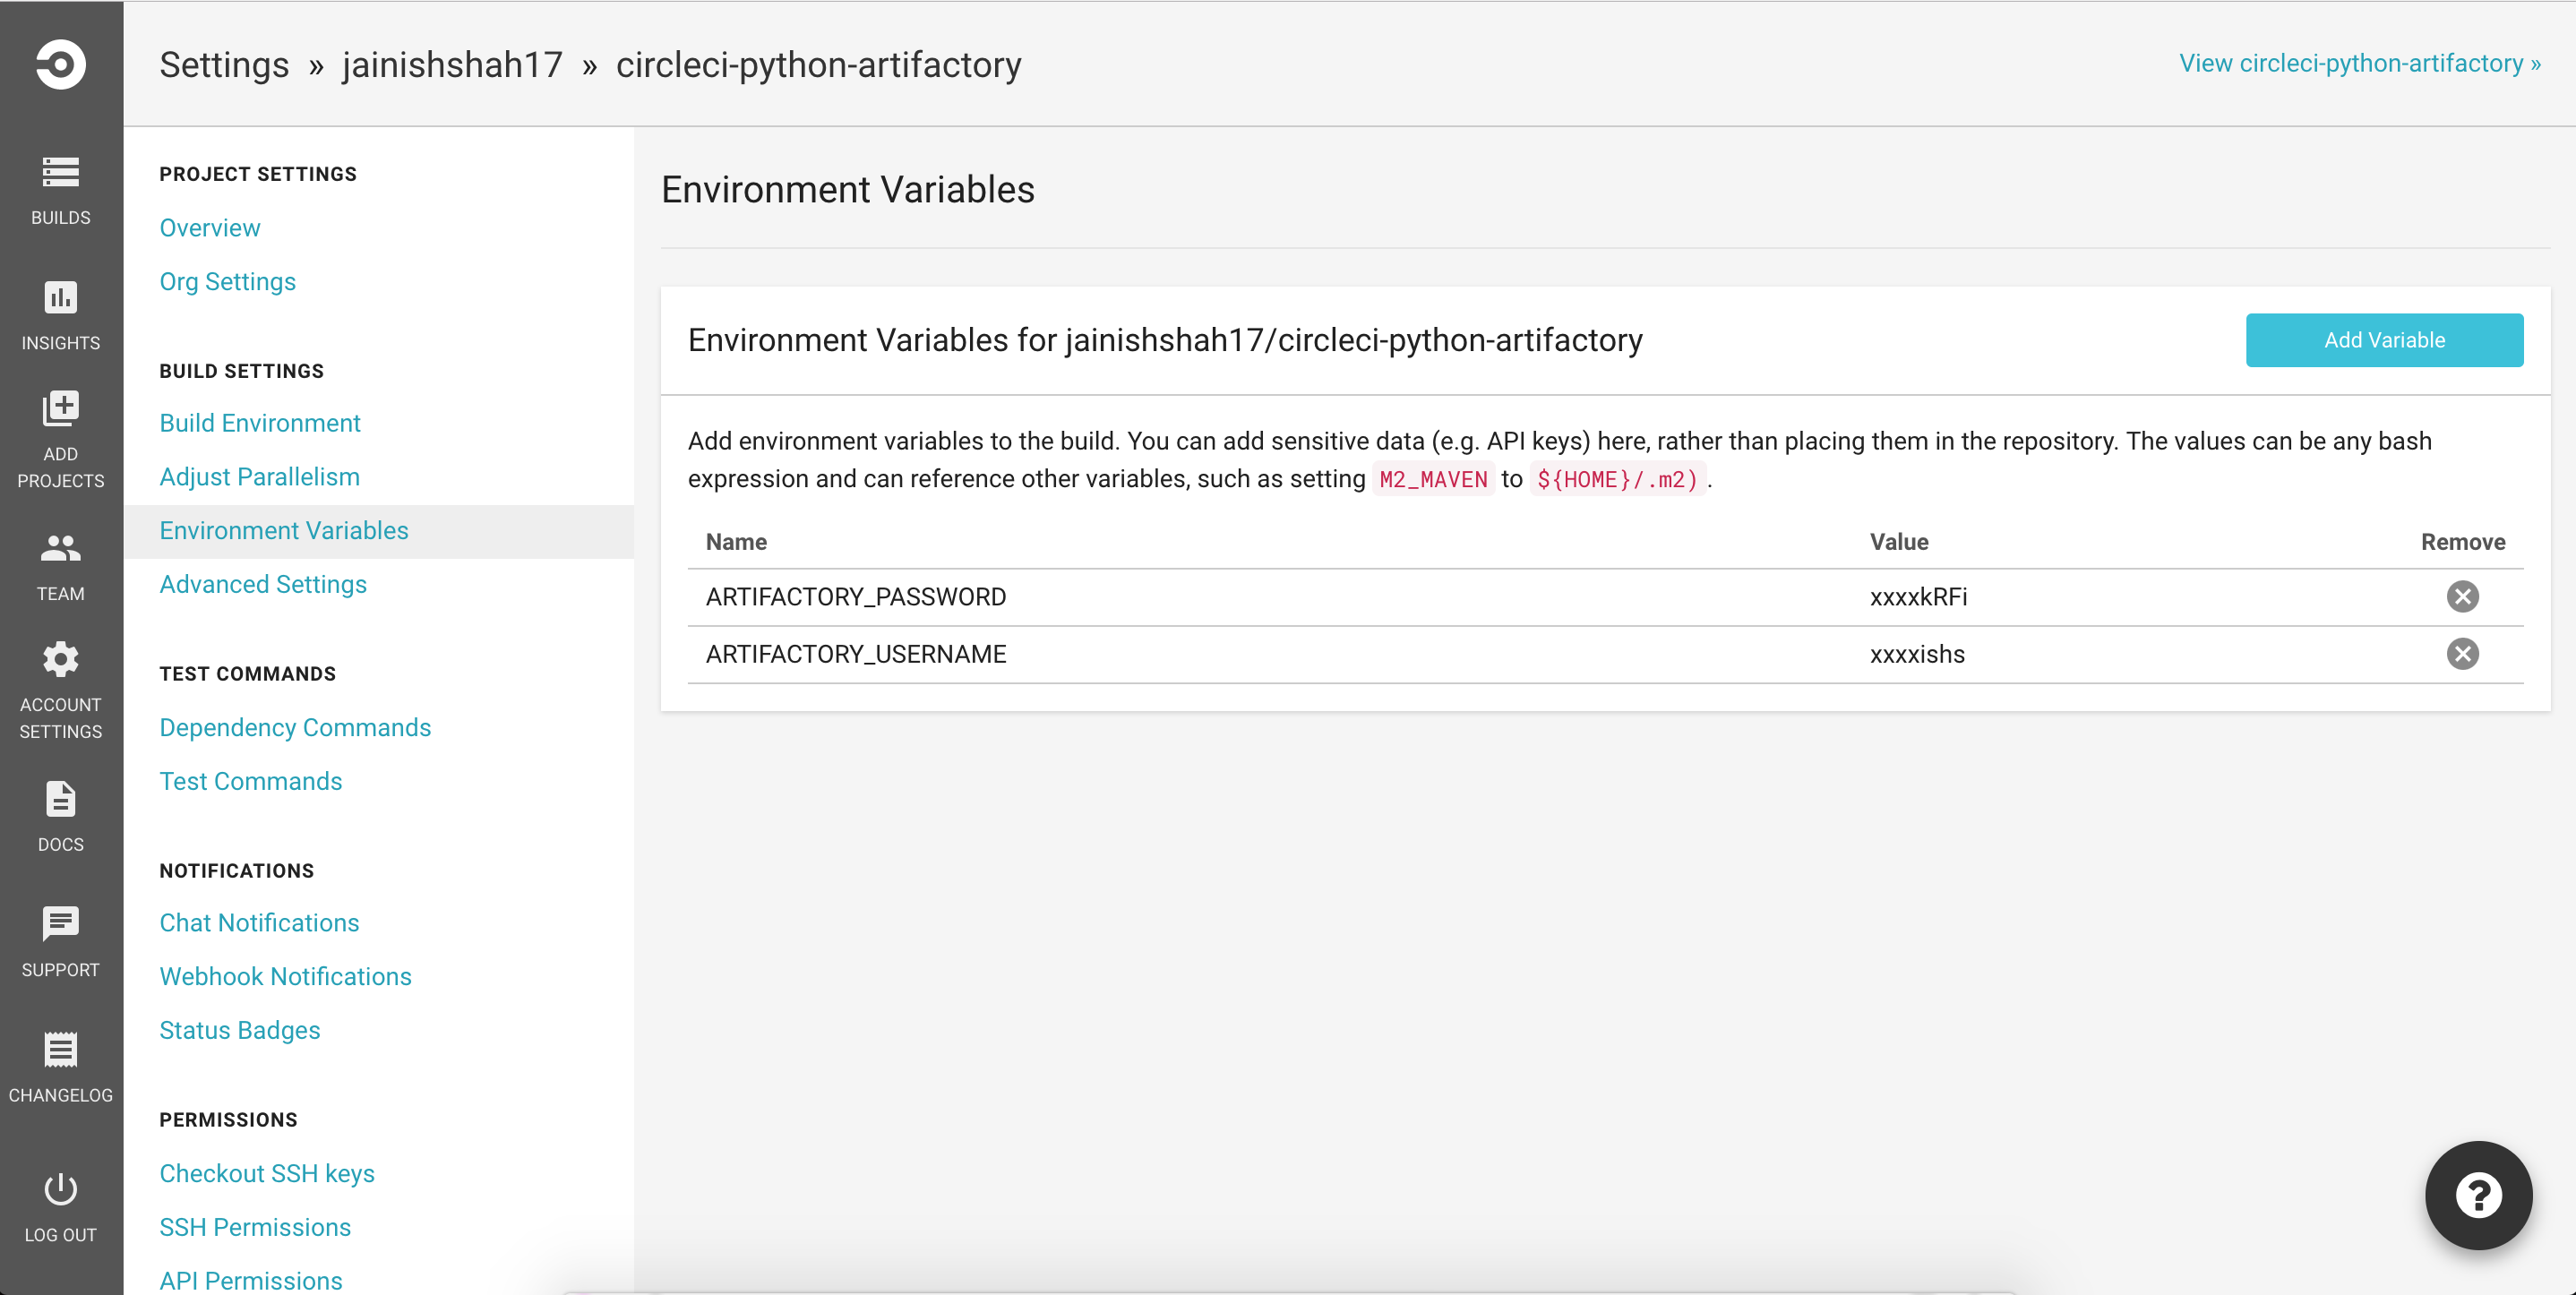 Settings » jainishshah17 » circleci-python-artifactory
View circleci-python-artifactory »
BUILDS
INSIGHTS
ADD
PROJECTS
TEAM
ACCOUNT
SETTINGS
DOCS
SUPPORT
CHANGELOG
LOG OUT
PROJECT SETTINGS
Overview
Org Settings
BUILD SETTINGS
Build Environment
Adjust Parallelism
Environment Variables
Advanced Settings
TEST COMMANDS
Dependency Commands
Test Commands
NOTIFICATIONS
Chat Notifications
Webhook Notifications
Status Badges
PERMISSIONS
Checkout SSH keys
SSH Permissions
API Permissions
Environment Variables
Environment Variables for jainishshah17/circleci-python-artifactory
Add Variable
Add environment variables to the build. You can add sensitive data (e.g. API keys) here, rather than placing them in the repository. The values can be any bash
expression and can reference other variables, such as setting M2_MAVEN to ${HOME}/.m2) .
Name Value Remove
ARTIFACTORY_PASSWORD xxxxkRFi
ARTIFACTORY_USERNAME xxxxishs